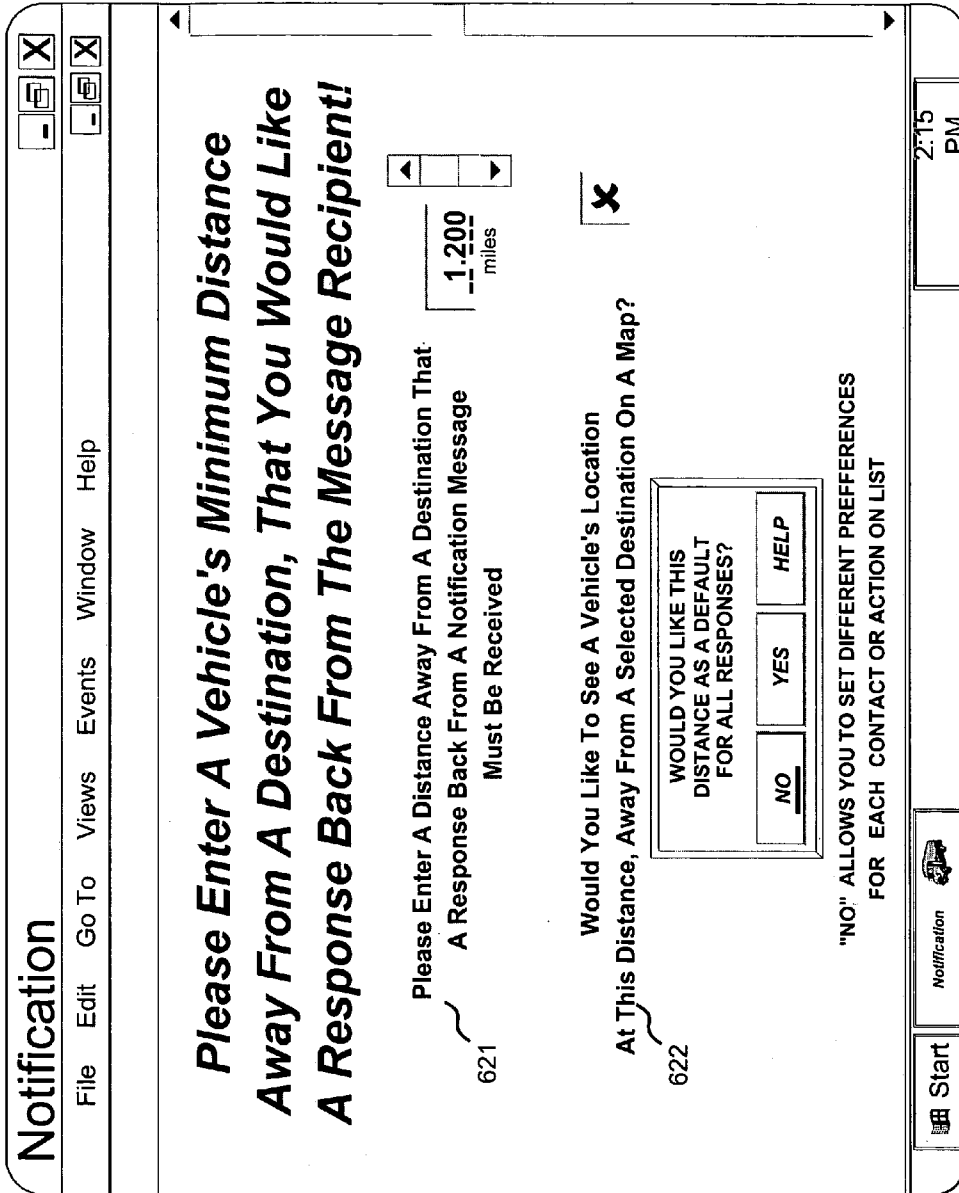 Notification
File Edit Go To Views Events Window Help
Please Enter A Vehicle's Minimum Distance
Away From A Destination, That You Would Like
A Response Back From The Message Recipient!
Please Enter A Distance Away From A Destination That
A Response Back From A Notification Message
Must Be Received
1.200
miles
621
Would You Like To See A Vehicle's Location
At This Distance, Away From A Selected Destination On A Map?
X
622
WOULD YOU LIKE THIS
DISTANCE AS A DEFAULT
FOR ALL RESPONSES?
NO YES HELP
"NO" ALLOWS YOU TO SET DIFFERENT PREFFERENCES
FOR EACH CONTACT OR ACTION ON LIST
Start Notification 2:15
PM